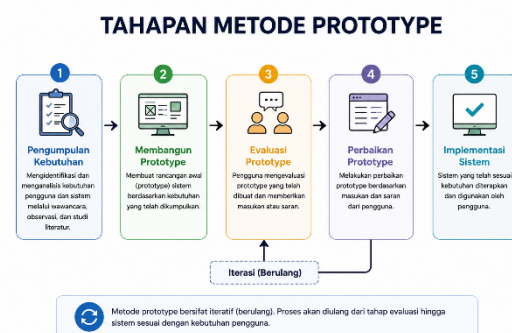 TAHAPAN METODE PROTOTYPE
1
Pengumpulan
Kebutuhan
Mengidentifikasi dan
menganalisis kebutuhan
pengguna dan sistem
melalui wawancara,
observasi, dan studi
literatur.
2
Membangun
Prototype
Membuat rancangan awal
(prototype) sistem
berdasarkan kebutuhan
yang telah dikumpulkan.
3
Evaluasi
Prototype
Pengguna mengevaluasi
prototype yang telah
dibuat dan memberikan
masukan atau saran.
4
Perbaikan
Prototype
Melakukan perbaikan
prototype berdasarkan
masukan dan saran
dari pengguna.
5
Implementasi
Sistem
Sistem yang telah sesuai
kebutuhan diterapkan
dan digunakan oleh
pengguna.
Iterasi (Berulang)
Metode prototype bersifat iteratif (berulang). Proses akan diulang dari tahap evaluasi hingga
sistem sesuai dengan kebutuhan pengguna.